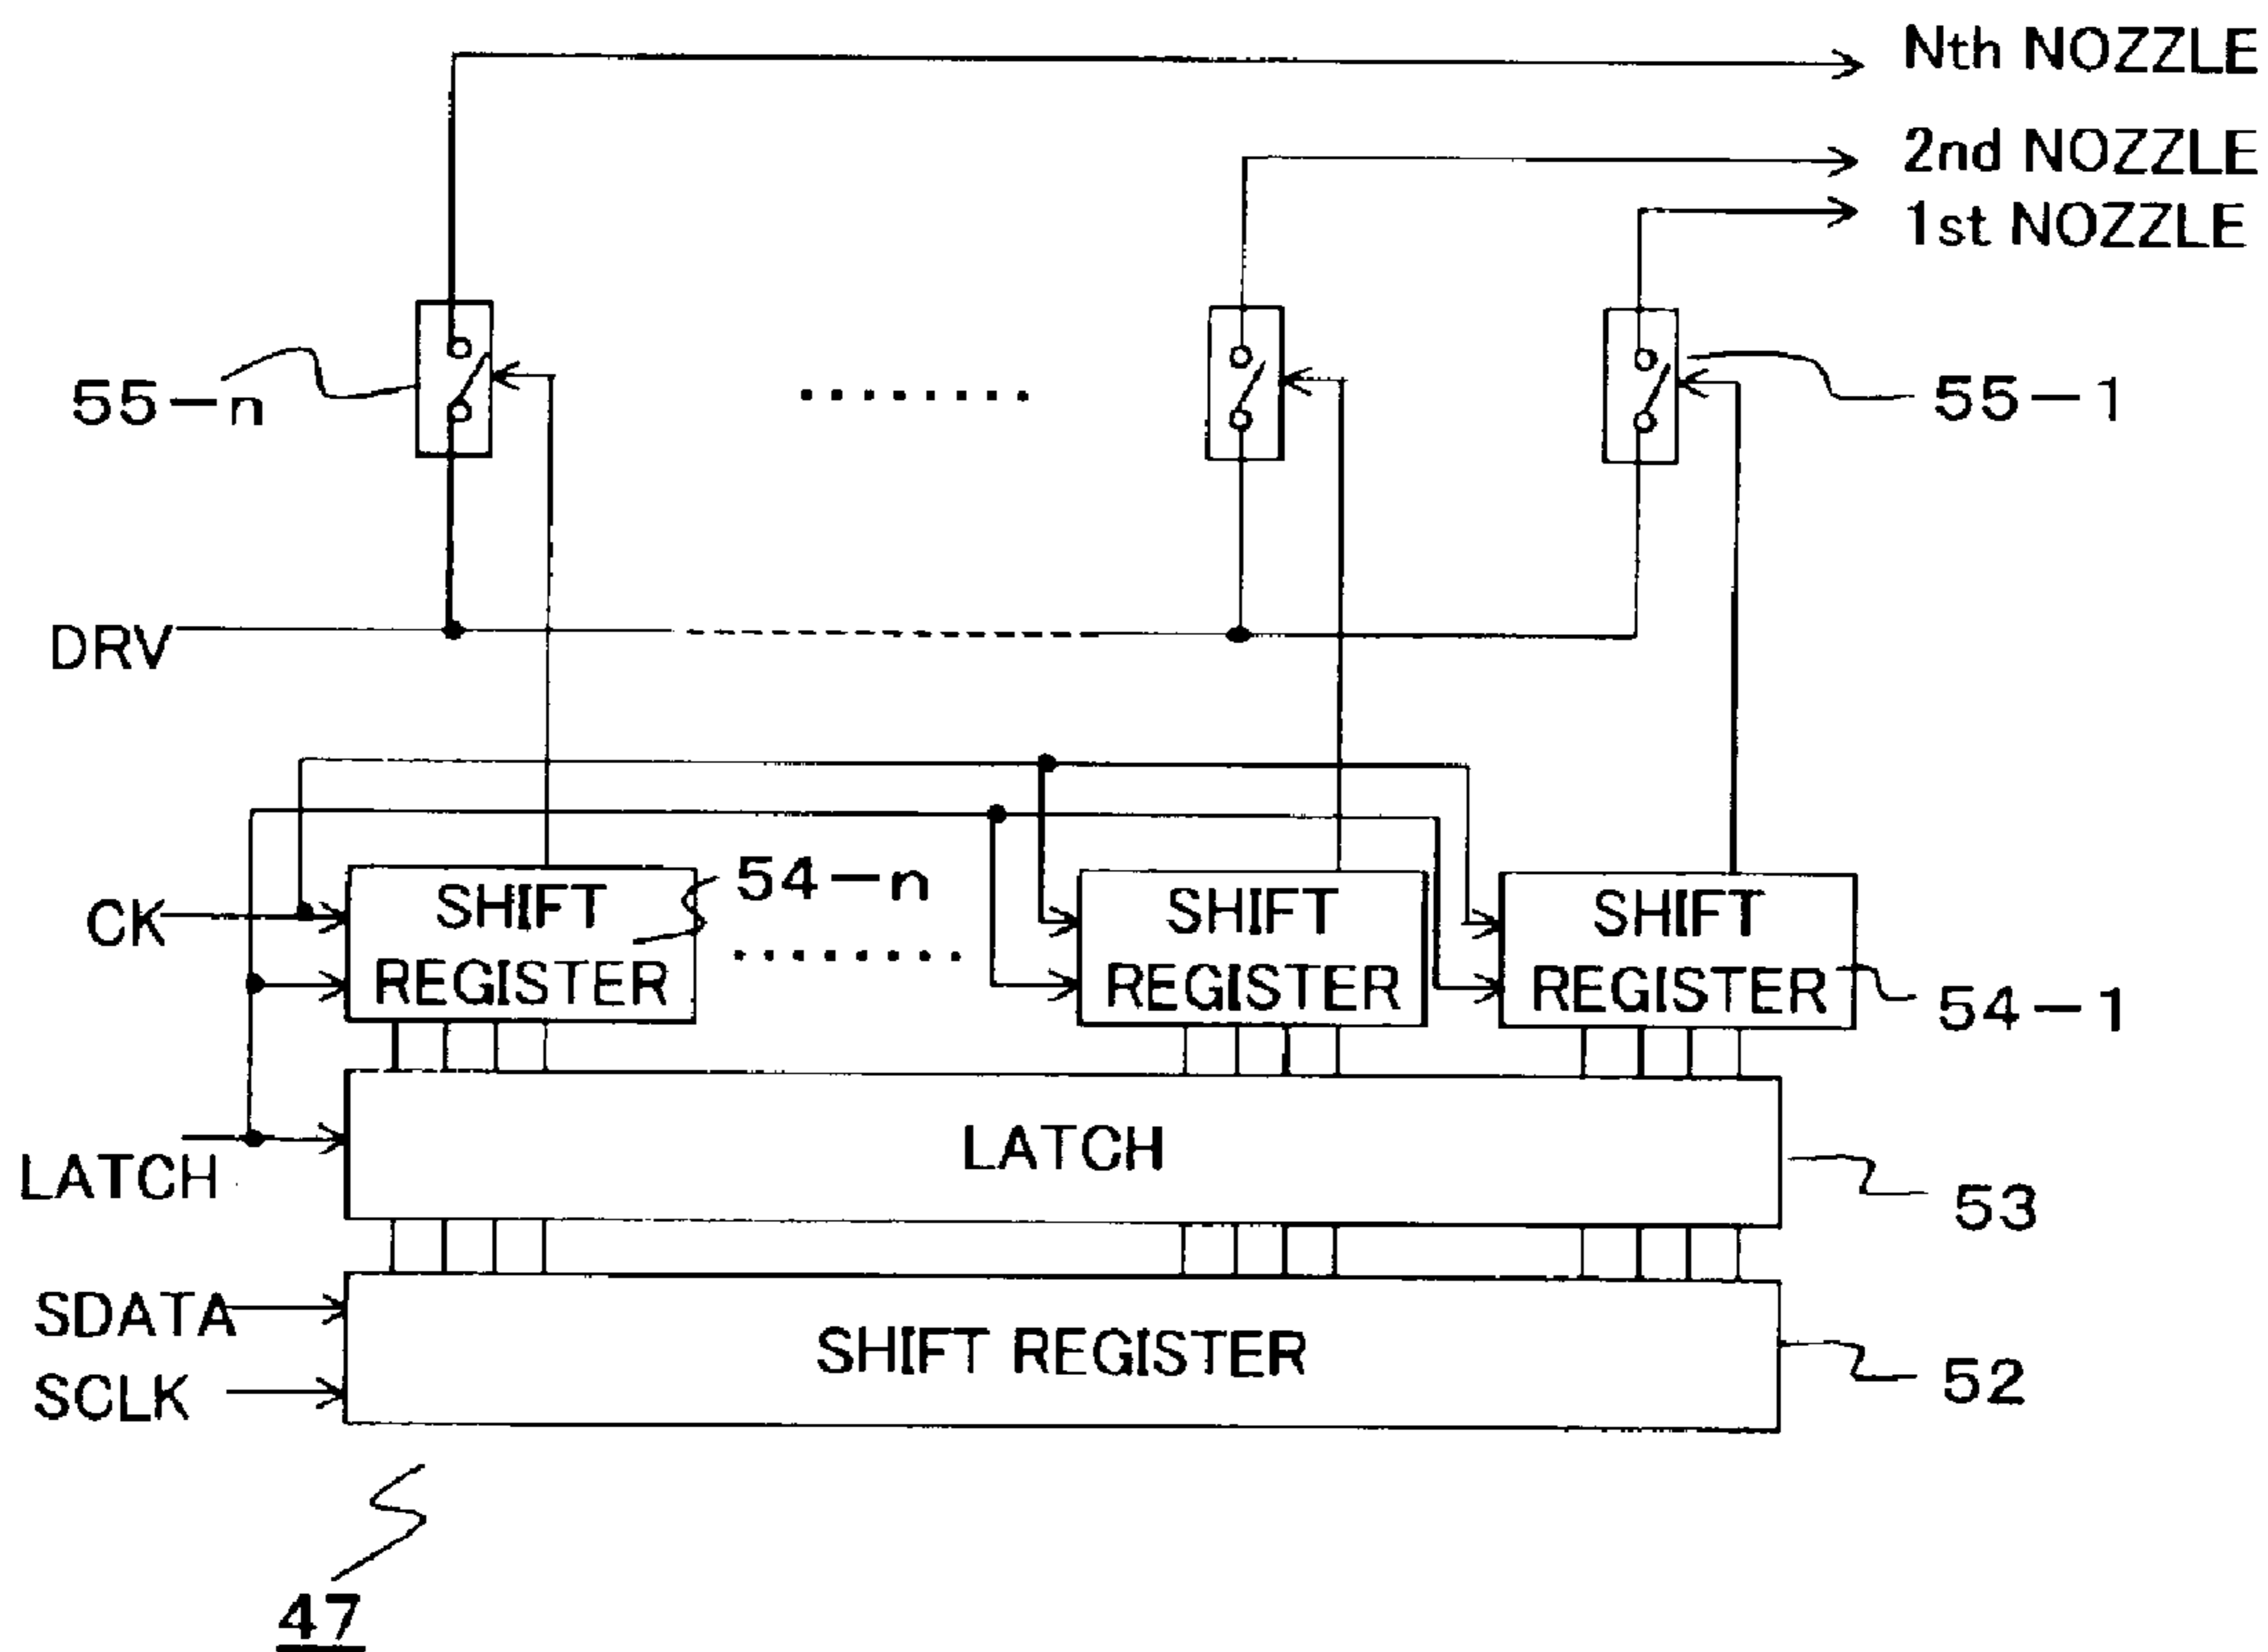 Nth NOZZLE
2nd NOZZLE
1st NOZZLE
55-n
55-1
DRV
CK
SHIFT
REGISTER
54-n
SHIFT
REGISTER
SHIFT
REGISTER
54-1
LATCH
LATCH
53
SDATA
SCLK
SHIFT REGISTER
52
47